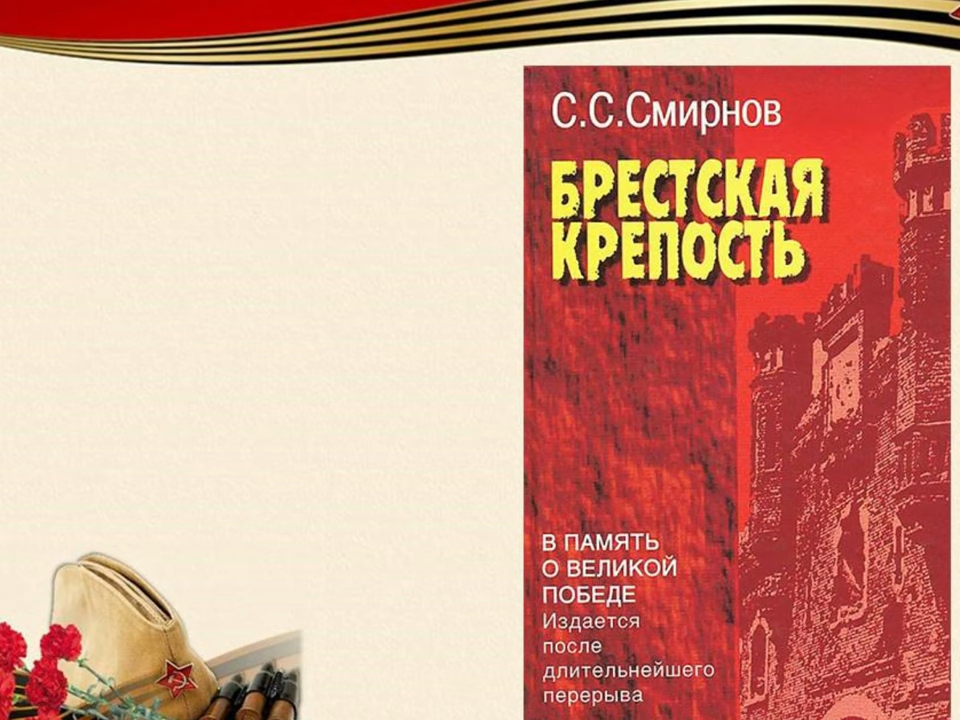 С.С.Смирнов
БРЕСТСКАЯ
КРЕПОСТЬ
В ПАМЯТЬ
О ВЕЛИКОЙ
ПОБЕДЕ
Издается
после
длительнейшего
перерыва